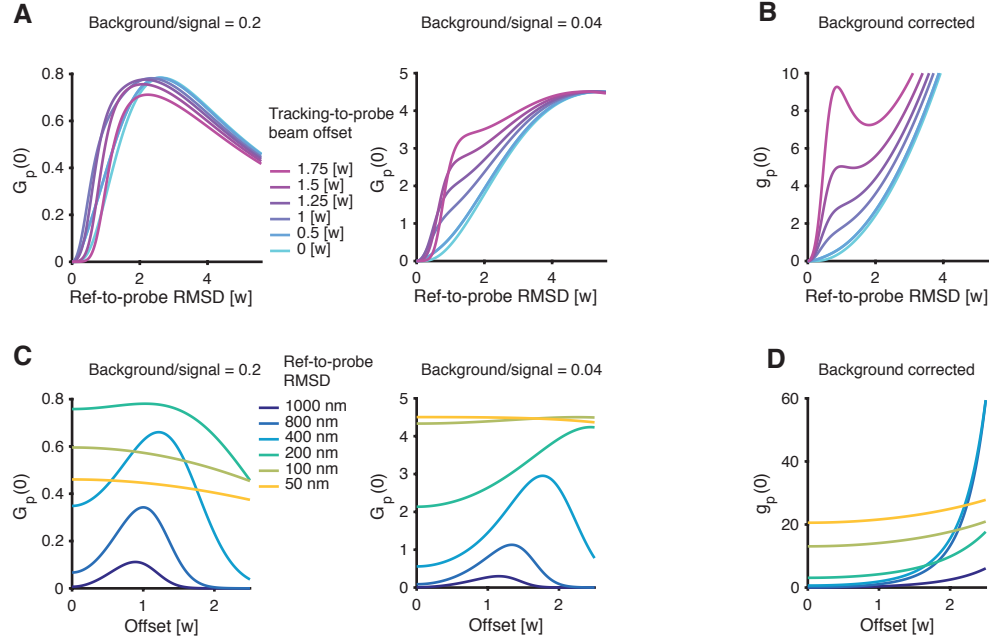 A
Background/signal = 0.2
Background/signal = 0.04
B
Background corrected
G_p(0)
0.8
0.6
0.4
0.2
0
0 2 4
Ref-to-probe RMSD [w]
Tracking-to-probe
beam offset
1.75 [w]
1.5 [w]
1.25 [w]
1 [w]
0.5 [w]
0 [w]
G_p(0)
5
4
3
2
1
0
0 2 4
Ref-to-probe RMSD [w]
g_p(0)
10
8
6
4
2
0
0 2 4
Ref-to-probe RMSD [w]
C
Background/signal = 0.2
Ref-to-probe
RMSD
1000 nm
800 nm
400 nm
200 nm
100 nm
50 nm
Background/signal = 0.04
D
Background corrected
G_p(0)
0.8
0.6
0.4
0.2
0
0 1 2
Offset [w]
G_p(0)
5
4
3
2
1
0
0 1 2
Offset [w]
g_p(0)
60
40
20
0
0 1 2
Offset [w]